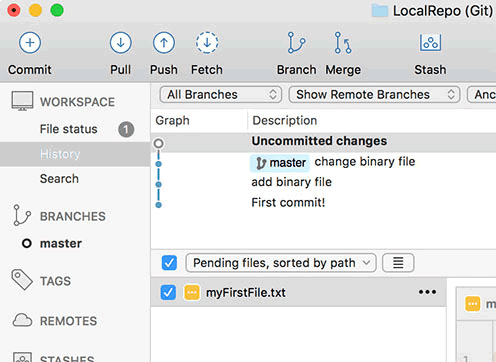 LocalRepo (Git)
Commit Pull Push Fetch Branch Merge Stash
WORKSPACE
File status 1
History
Search
BRANCHES
master
TAGS
REMOTES
STASHES
All Branches Show Remote Branches Anc
Graph Description
Uncommitted changes
master change binary file
add binary file
First commit!
Pending files, sorted by path
myFirstFile.txt
m
1